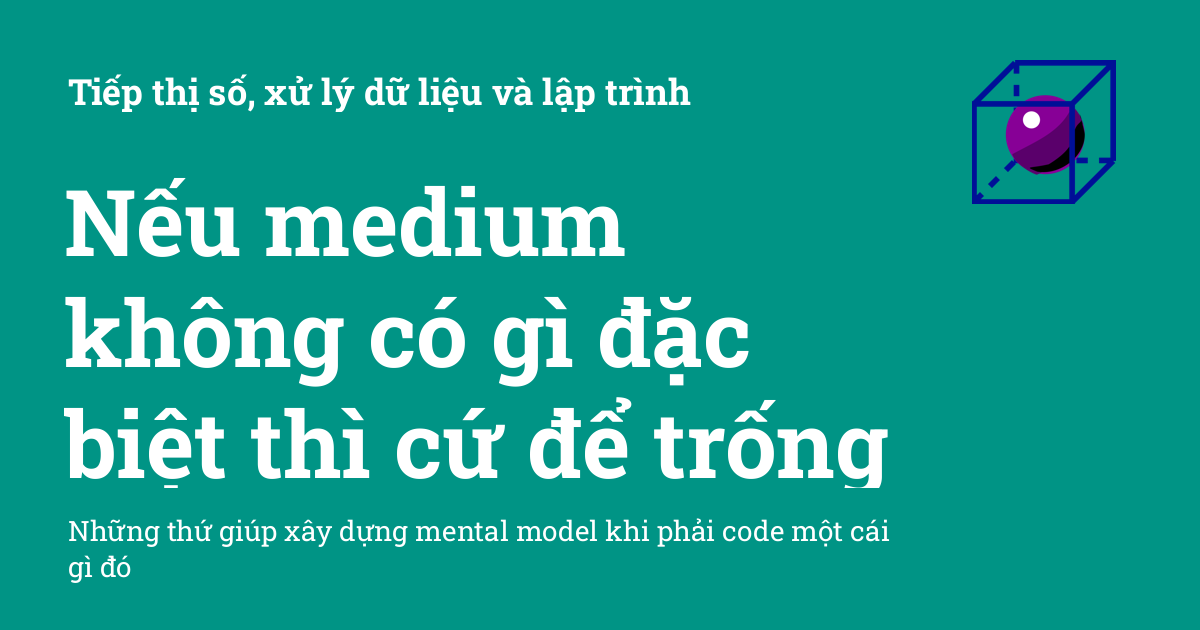 Tiếp thị số, xử lý dữ liệu và lập trình
Nếu medium
không có gì đặc
biệt thì cứ để trống
Những thứ giúp xây dựng mental model khi phải code một cái
gì đó